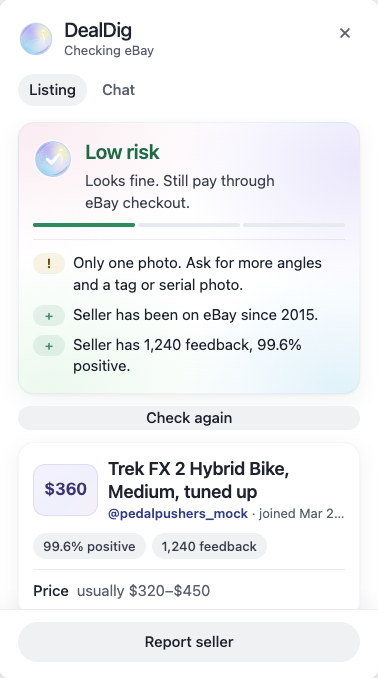 DealDig
Checking eBay
Listing
Chat
Low risk
Looks fine. Still pay through
eBay checkout.
! Only one photo. Ask for more angles
and a tag or serial photo.
+ Seller has been on eBay since 2015.
+ Seller has 1,240 feedback, 99.6%
positive.
Check again
$360
Trek FX 2 Hybrid Bike,
Medium, tuned up
@pedalpushers_mock · joined Mar 2...
99.6% positive
1,240 feedback
Price usually $320–$450
Report seller